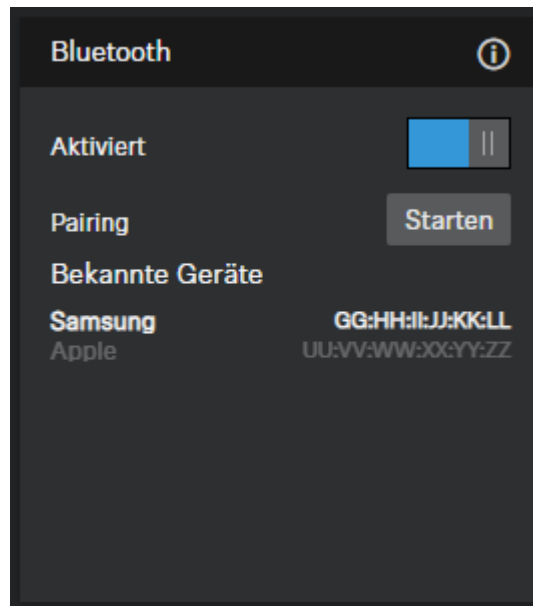 Bluetooth
Aktiviert
Pairing Starten
Bekannte Geräte
Samsung GG:HH:II:JJ:KK:LL
Apple UU:VV:WW:XX:YY:ZZ